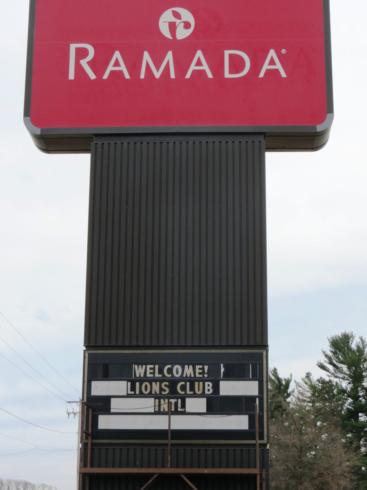 RAMADA
WELCOME!
LIONS CLUB
INTL